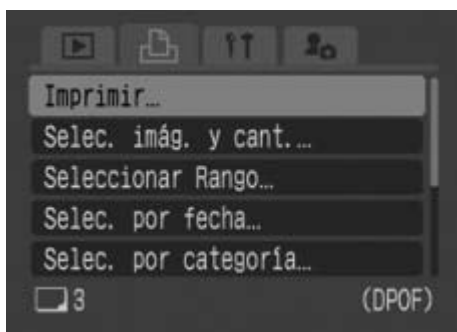 Imprimir…
Selec. imág. y cant.…
Seleccionar Rango…
Selec. por fecha…
Selec. por categoría…
3 (DPOF)